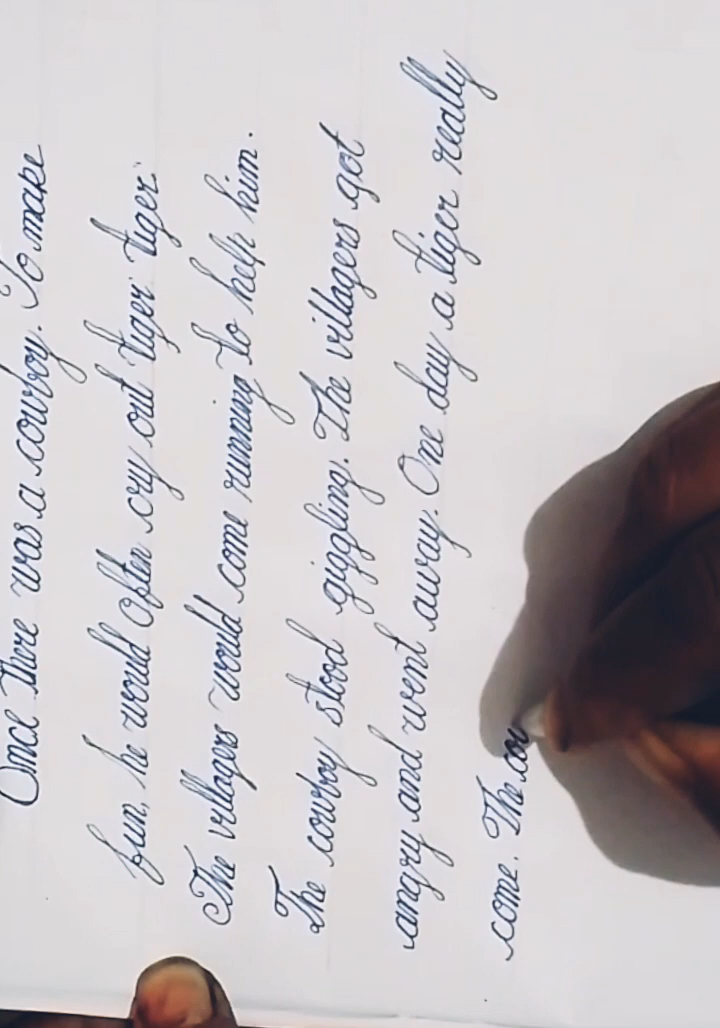 Once there was a cowboy. To make
fun, he would often cry out tiger' tiger'
The villagers would come running to help him.
The cowboy stood giggling. The villagers got
angry and went away. One day a tiger really
come. The cow